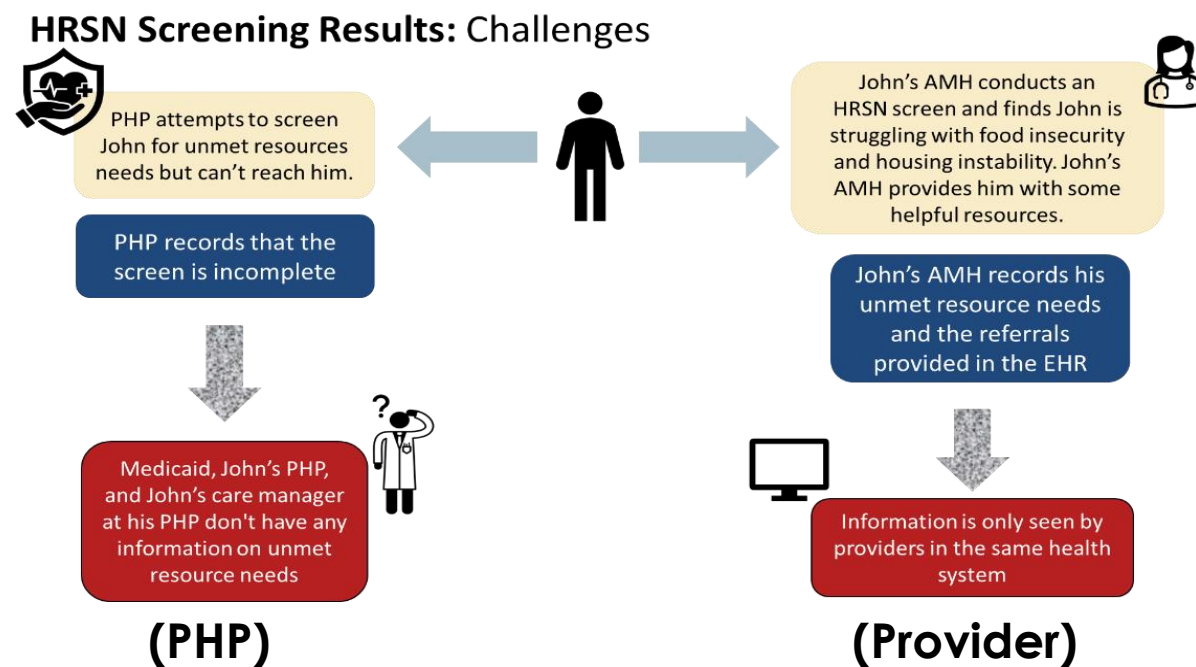 HRSN Screening Results: Challenges
PHP attempts to screen
John for unmet resources
needs but can't reach him.
PHP records that the
screen is incomplete
?
Medicaid, John's PHP,
and John's care manager
at his PHP don't have any
information on unmet
resource needs
(PHP)
John's AMH conducts an
HRSN screen and finds John is
struggling with food insecurity
and housing instability. John's
AMH provides him with some
helpful resources.
John's AMH records his
unmet resource needs
and the referrals
provided in the EHR
Information is only seen by
providers in the same health
system
(Provider)